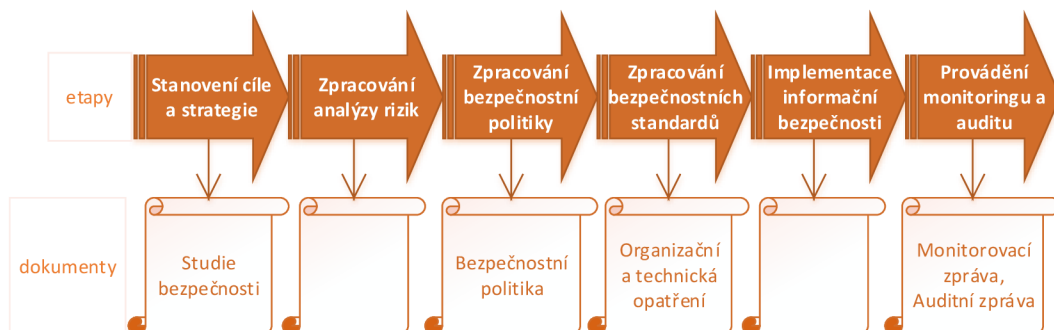 etapy
Stanovení cíle
a strategie
Zpracování
analýzy rizik
Zpracování
bezpečnostní
politiky
Zpracování
bezpečnostních
standardů
Implementace
informační
bezpečnosti
Provádění
monitoringu a
auditu
dokumenty
Studie
bezpečnosti
Bezpečnostní
politika
Organizační
a technická
opatření
Monitorovací
zpráva,
Auditní zpráva